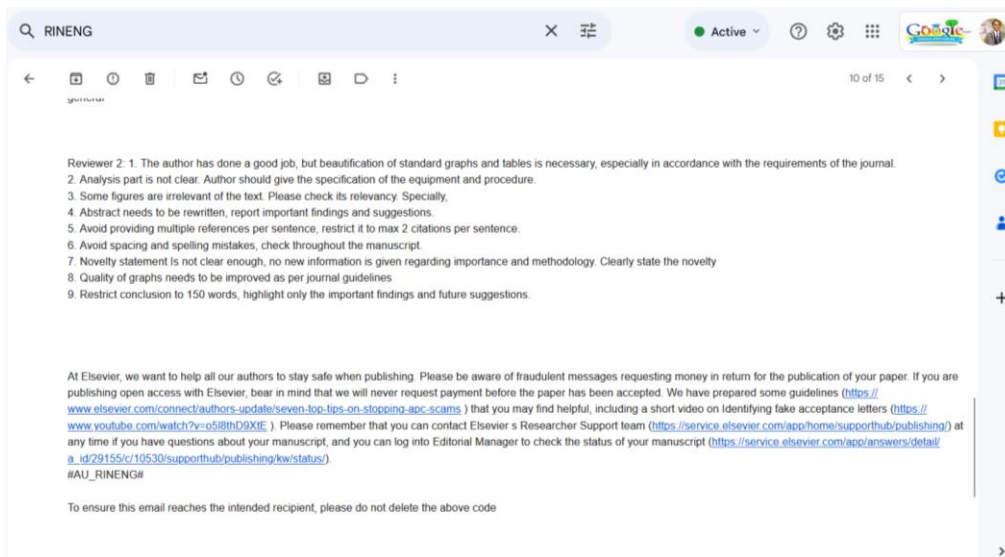 RINENG
Active
Google
10 of 15
general
Reviewer 2: 1. The author has done a good job, but beautification of standard graphs and tables is necessary, especially in accordance with the requirements of the journal.
2. Analysis part is not clear. Author should give the specification of the equipment and procedure.
3. Some figures are irrelevant of the text. Please check its relevancy. Specially,
4. Abstract needs to be rewritten, report important findings and suggestions.
5. Avoid providing multiple references per sentence, restrict it to max 2 citations per sentence.
6. Avoid spacing and spelling mistakes, check throughout the manuscript.
7. Novelty statement Is not clear enough, no new information is given regarding importance and methodology. Clearly state the novelty
8. Quality of graphs needs to be improved as per journal guidelines
9. Restrict conclusion to 150 words, highlight only the important findings and future suggestions.
At Elsevier, we want to help all our authors to stay safe when publishing. Please be aware of fraudulent messages requesting money in return for the publication of your paper. If you are
publishing open access with Elsevier, bear in mind that we will never request payment before the paper has been accepted. We have prepared some guidelines (https://
www.elsevier.com/connect/authors-update/seven-top-tips-on-stopping-apc-scams ) that you may find helpful, including a short video on Identifying fake acceptance letters (https://
www.youtube.com/watch?v=o5I8thD9XtE ). Please remember that you can contact Elsevier s Researcher Support team (https://service.elsevier.com/app/home/supporthub/publishing/) at
any time if you have questions about your manuscript, and you can log into Editorial Manager to check the status of your manuscript (https://service.elsevier.com/app/answers/detail/
a_id/29155/c/10530/supporthub/publishing/kw/status/).
#AU_RINENG#
To ensure this email reaches the intended recipient, please do not delete the above code